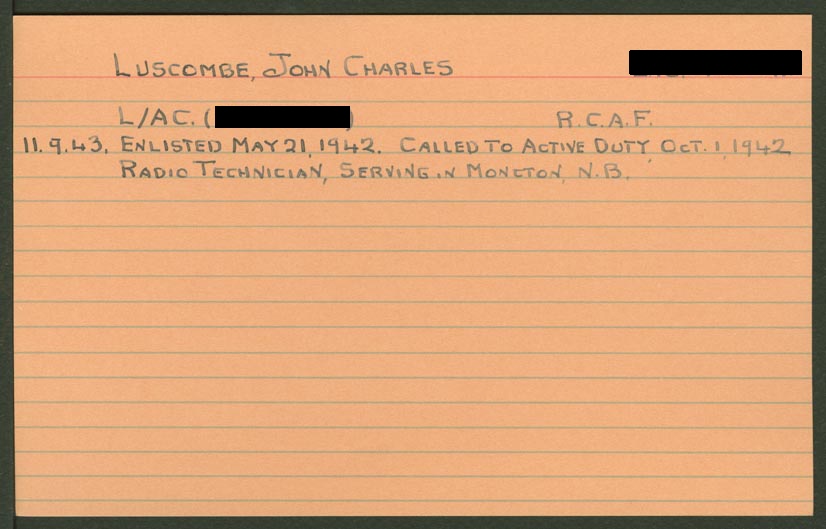 LUSCOMBE, JOHN CHARLES
L/AC. ( ) R.C.A.F.
11.9.43. ENLISTED MAY 21, 1942. CALLED TO ACTIVE DUTY, OCT. 1, 1942
RADIO TECHNICIAN, SERVING IN MONCTON, N.B.